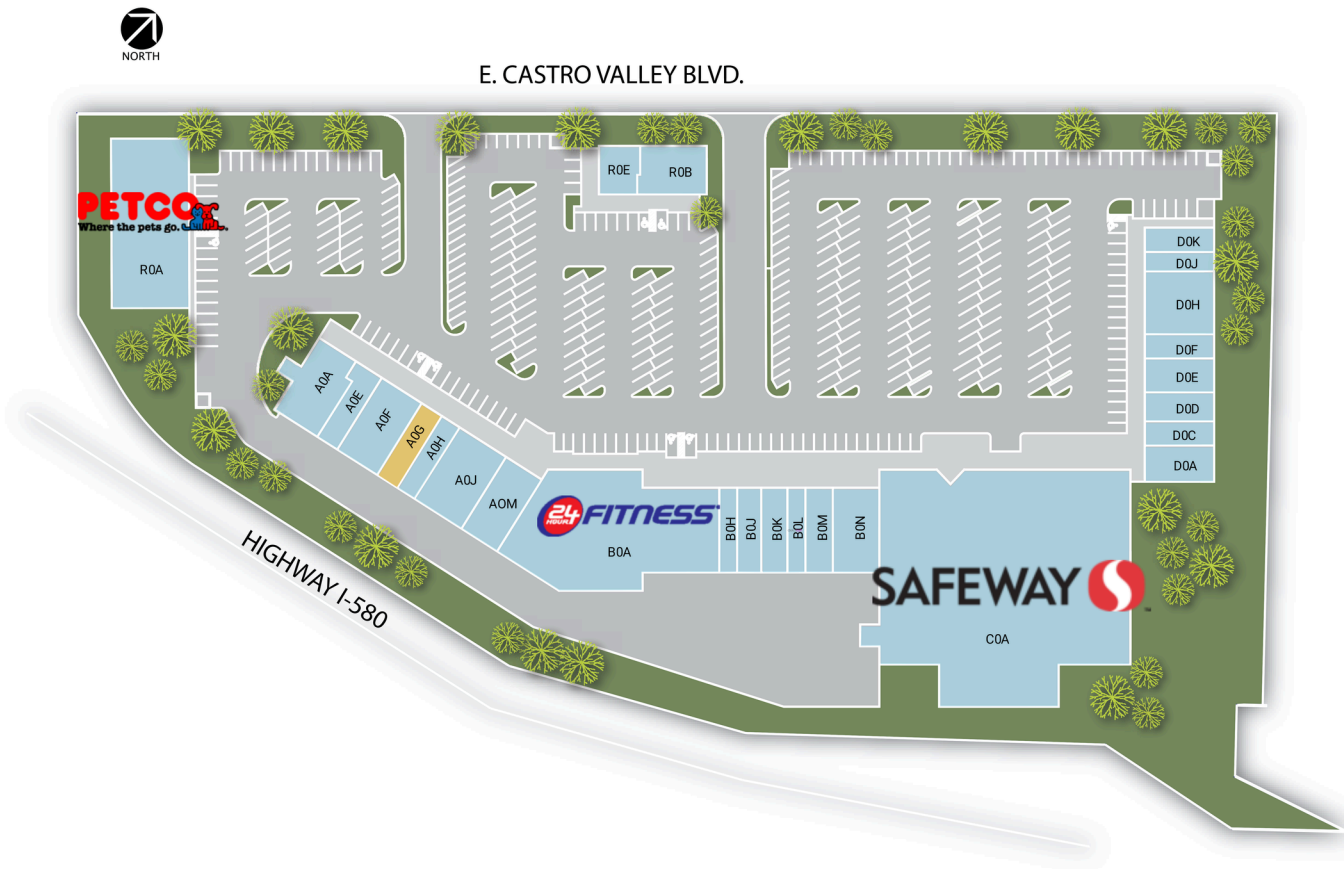 NORTH
E. CASTRO VALLEY BLVD.
PETCO
Where the pets go.
R0A
R0E
R0B
D0K
D0J
D0H
D0F
D0E
D0D
D0C
D0A
A0A
A0E
A0F
A0G
A0H
A0J
AOM
24
HOUR
FITNESS
B0A
B0H
B0J
B0K
B0L
B0M
B0N
SAFEWAY
C0A
HIGHWAY I-580